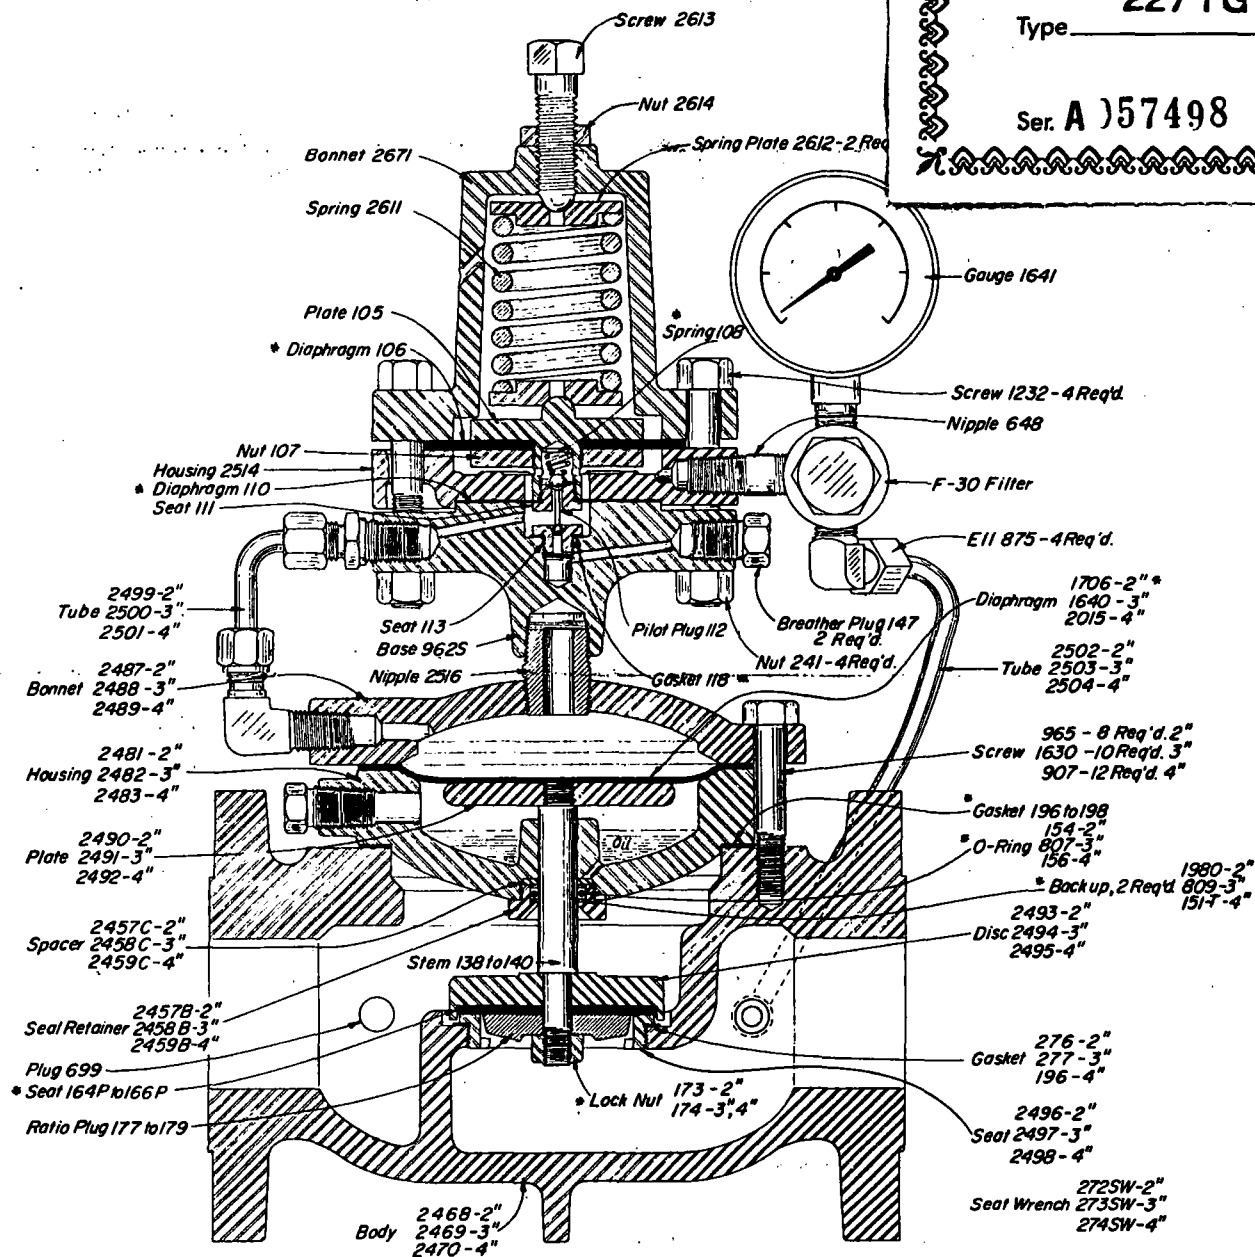 227 TG
Type
Ser. A )57498
Screw 2613
Nut 2614
Spring Plate 2612-2 Req
Bonnet 2671
Spring 2611
Gauge 1641
Plate 105
* Spring 108
* Diaphragm 106
Screw 1232-4 Req'd.
Nipple 648
Nut 107
Housing 2514
* Diaphragm 110
Seat 111
F-30 Filter
Ell 875-4 Req'd.
2499-2"
Tube 2500-3"
2501-4"
1706-2" *
Diaphragm 1640-3"
2015-4"
Seat 113
Pilot Plug 112
Breather Plug 147
2 Req'd.
Base 962S
Nut 241-4 Req'd.
2502-2"
Tube 2503-3"
2504-4"
2487-2"
Bonnet 2488-3"
2489-4"
Nipple 2516
Gasket 118 *
2481-2"
Housing 2482-3"
2483-4"
965-8 Req'd. 2"
Screw 1630-10 Req'd. 3"
907-12 Req'd. 4"
* Gasket 196 to 198
2490-2"
Plate 2491-3"
2492-4"
Oil
154-2"
* O-Ring 807-3"
156-4"
1980-2"
* Backup, 2 Req'd. 809-3"
151-T-4"
2457C-2"
Spacer 2458C-3"
2459C-4"
Stem 138 to 140
2493-2"
Disc 2494-3"
2495-4"
2457B-2"
Seal Retainer 2458B-3"
2459B-4"
Plug 699
* Seat 164P to 166P
276-2"
Gasket 277-3"
196-4"
* Lock Nut 173-2"
174-3",4"
Ratio Plug 177 to 179
2496-2"
Seat 2497-3"
2498-4"
272SW-2"
Seat Wrench 273SW-3"
274SW-4"
2468-2"
Body 2469-3"
2470-4"